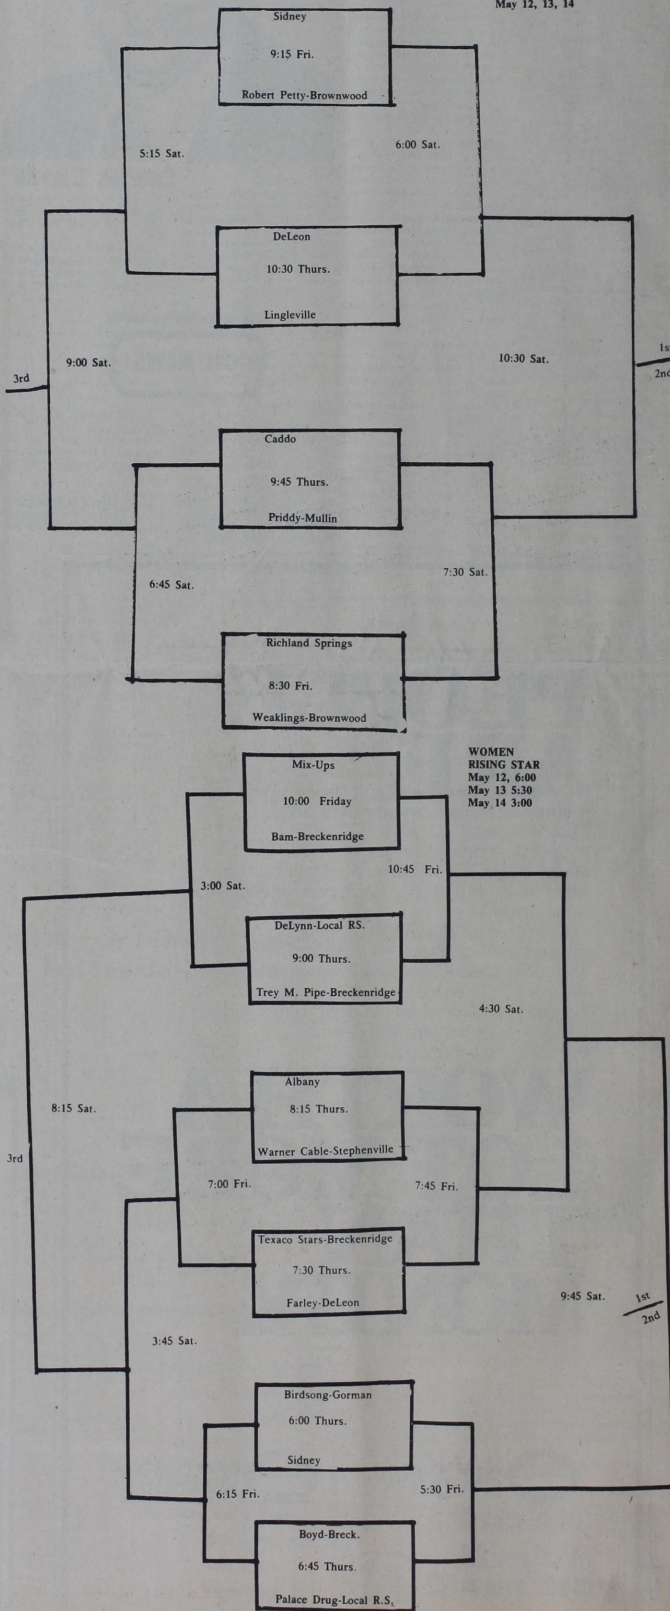 May 12, 13, 14
Sidney
9:15 Fri.
Robert Petty-Brownwood
5:15 Sat.
6:00 Sat.
DeLeon
10:30 Thurs.
Lingleville
9:00 Sat.
10:30 Sat.
3rd
1st
2nd
Caddo
9:45 Thurs.
Priddy-Mullin
6:45 Sat.
7:30 Sat.
Richland Springs
8:30 Fri.
Weaklings-Brownwood
WOMEN
RISING STAR
May 12, 6:00
May 13 5:30
May 14 3:00
Mix-Ups
10:00 Friday
Bam-Breckenridge
3:00 Sat.
10:45 Fri.
DeLynn-Local RS.
9:00 Thurs.
Trey M. Pipe-Breckenridge
4:30 Sat.
Albany
8:15 Thurs.
Warner Cable-Stephenville
8:15 Sat.
3rd
7:00 Fri.
7:45 Fri.
Texaco Stars-Breckenridge
7:30 Thurs.
Farley-DeLeon
9:45 Sat.
1st
2nd
3:45 Sat.
Birdsong-Gorman
6:00 Thurs.
Sidney
6:15 Fri.
5:30 Fri.
Boyd-Breck.
6:45 Thurs.
Palace Drug-Local R.S.